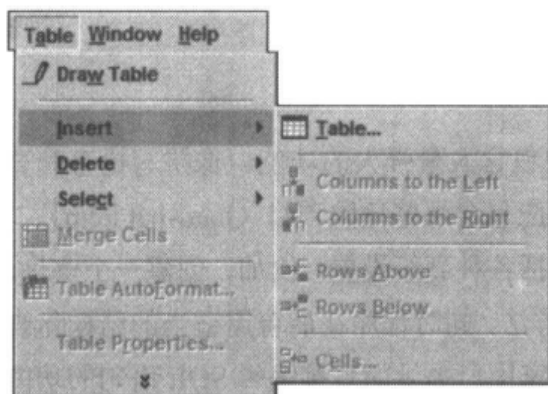 Table Window Help
Draw Table
Insert
Delete
Select
Merge Cells
Table AutoFormat...
Table Properties...
Table...
Columns to the Left
Columns to the Right
Rows Above
Rows Below
Cells...